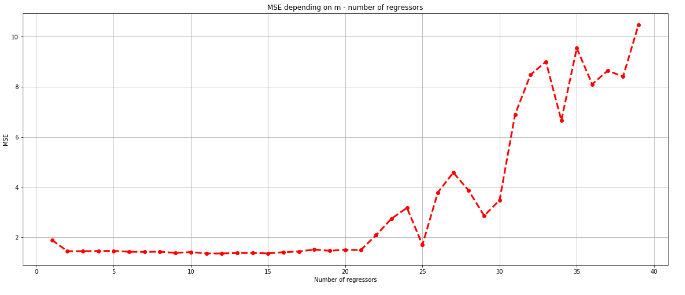 MSE depending on m - number of regressors
10
8
6
4
2
MSE
0 5 10 15 20 25 30 35 40
Number of regressors